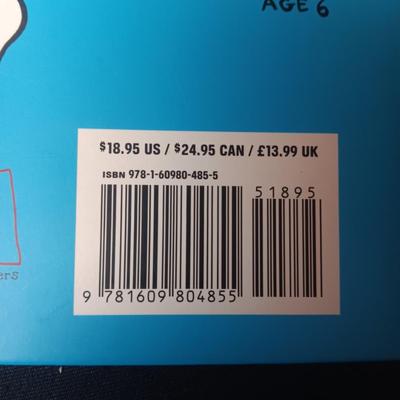 AGE 6
$18.95 US / $24.95 CAN / £13.99 UK
ISBN 978-1-60980-485-5
51895
9 781609 804855